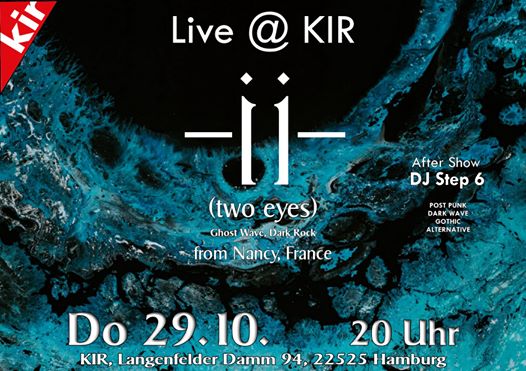 kir
Live @ KIR
–ii–
(two eyes)
Ghost Wave, Dark Rock
from Nancy, France
After Show
DJ Step 6
POST PUNK
DARK WAVE
GOTHIC
ALTERNATIVE
Do 29.10. 20 Uhr
KIR, Langenfelder Damm 94, 22525 Hamburg